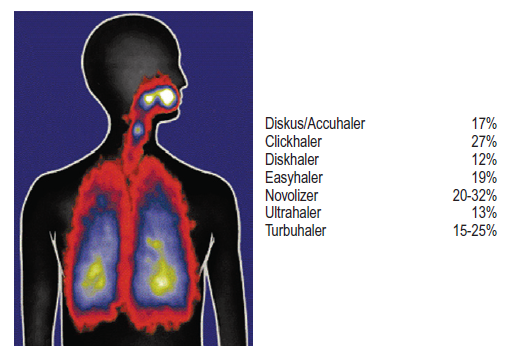 Diskus/Accuhaler 17%
Clickhaler 27%
Diskhaler 12%
Easyhaler 19%
Novolizer 20-32%
Ultrahaler 13%
Turbuhaler 15-25%